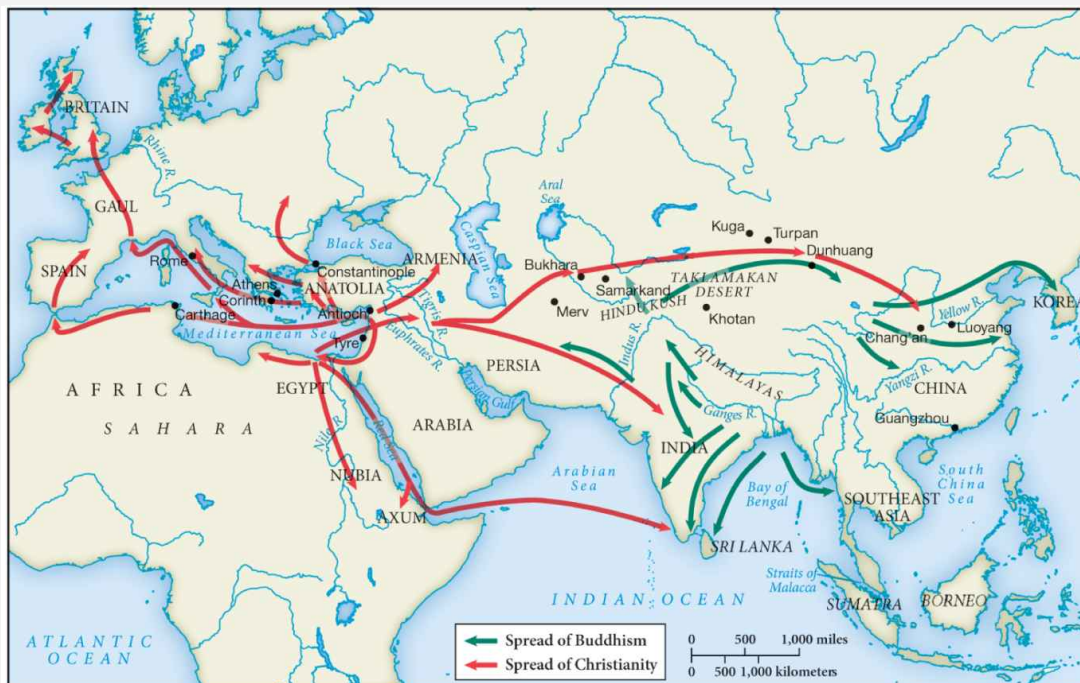 BRITAIN
Rhine R.
GAUL
Aral
Sea
Kuga
Turpan
Dunhuang
Black Sea
Caspian Sea
Rome
SPAIN
Constantinople
ARMENIA
Bukhara
TAKLAMAKAN
DESERT
Athens
ANATOLIA
Samarkand
HINDU KUSH
Corinth
Merv
Khotan
KOREA
Carthage
Antioch
Tigris R.
Yellow R.
Luoyang
Mediterranean Sea
Tyre
Euphrates R.
Indus R.
Chang'an
PERSIA
HIMALAYAS
Yangzi R.
EGYPT
Persian Gulf
CHINA
AFRICA
Ganges R.
Guangzhou
SAHARA
Nile R.
Red Sea
ARABIA
INDIA
NUBIA
Arabian
Sea
Bay of
Bengal
South
China
Sea
AXUM
SOUTHEAST
ASIA
SRI LANKA
Straits of
Malacca
INDIAN OCEAN
SUMATRA
BORNEO
ATLANTIC
OCEAN
Spread of Buddhism
Spread of Christianity
0 500 1,000 miles
0 500 1,000 kilometers